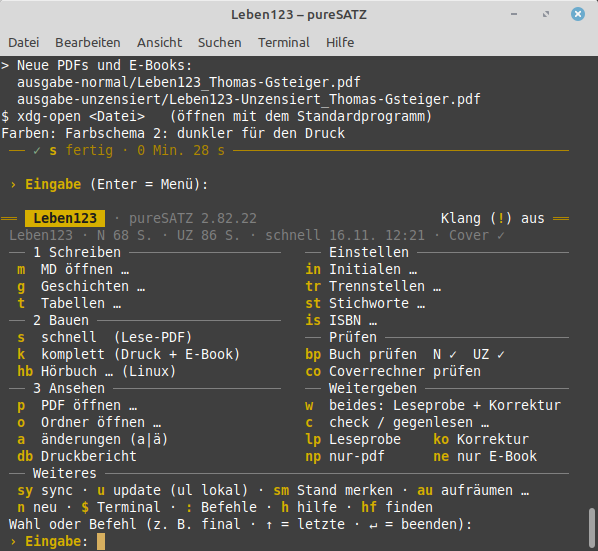 Leben123 – pureSATZ
Datei Bearbeiten Ansicht Suchen Terminal Hilfe
> Neue PDFs und E-Books:
ausgabe-normal/Leben123_Thomas-Gsteiger.pdf
ausgabe-unzensiert/Leben123-Unzensiert_Thomas-Gsteiger.pdf
$ xdg-open <Datei> (öffnen mit dem Standardprogramm)
Farben: Farbschema 2: dunkler für den Druck
── ✓ s fertig · 0 Min. 28 s ──
› Eingabe (Enter = Menü):
══ Leben123 · pureSATZ 2.82.22 Klang (!) aus ══
Leben123 · N 68 S. · UZ 86 S. · schnell 16.11. 12:21 · Cover ✓
── 1 Schreiben ── ── Einstellen ──
m MD öffnen … in Initialen …
g Geschichten … tr Trennstellen …
t Tabellen … st Stichworte …
── 2 Bauen ── is ISBN …
s schnell (Lese-PDF) ── Prüfen ──
k komplett (Druck + E-Book) bp Buch prüfen N ✓ UZ ✓
hb Hörbuch … (Linux) co Coverrechner prüfen
── 3 Ansehen ── ── Weitergeben ──
p PDF öffnen … w beides: Leseprobe + Korrektur
o Ordner öffnen … c check / gegenlesen …
a änderungen (a|ä) lp Leseprobe ko Korrektur
db Druckbericht np nur-pdf ne nur E-Book
── Weiteres ──
sy sync · u update (ul lokal) · sm Stand merken · au aufräumen …
n neu · $ Terminal · : Befehle · h hilfe · hf finden
Wahl oder Befehl (z. B. final · ↑ = letzte · ↵ = beenden):
› Eingabe: